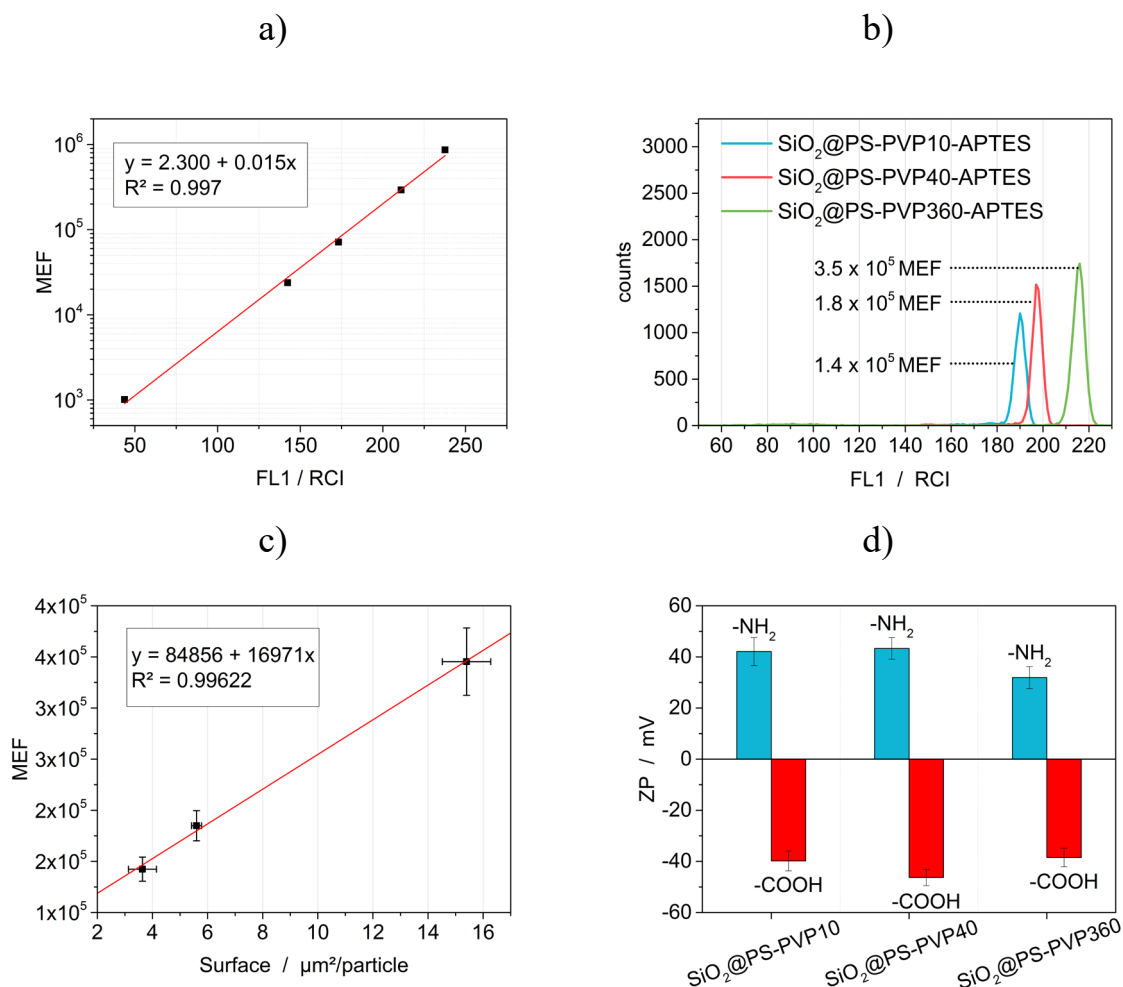 a)
10⁶
10⁵
10⁴
10³
MEF
y = 2.300 + 0.015x
R² = 0.997
50 100 150 200 250
FL1 / RCI
b)
3000
2500
2000
1500
1000
500
0
counts
SiO₂@PS-PVP10-APTES
SiO₂@PS-PVP40-APTES
SiO₂@PS-PVP360-APTES
3.5 x 10⁵ MEF
1.8 x 10⁵ MEF
1.4 x 10⁵ MEF
60 80 100 120 140 160 180 200 220
FL1 / RCI
c)
4x10⁵
4x10⁵
3x10⁵
3x10⁵
2x10⁵
2x10⁵
1x10⁵
MEF
y = 84856 + 16971x
R² = 0.99622
2 4 6 8 10 12 14 16
Surface / µm²/particle
d)
60
40
20
0
-20
-40
-60
ZP / mV
-NH₂
-NH₂
-NH₂
-COOH
-COOH
-COOH
SiO₂@PS-PVP10
SiO₂@PS-PVP40
SiO₂@PS-PVP360